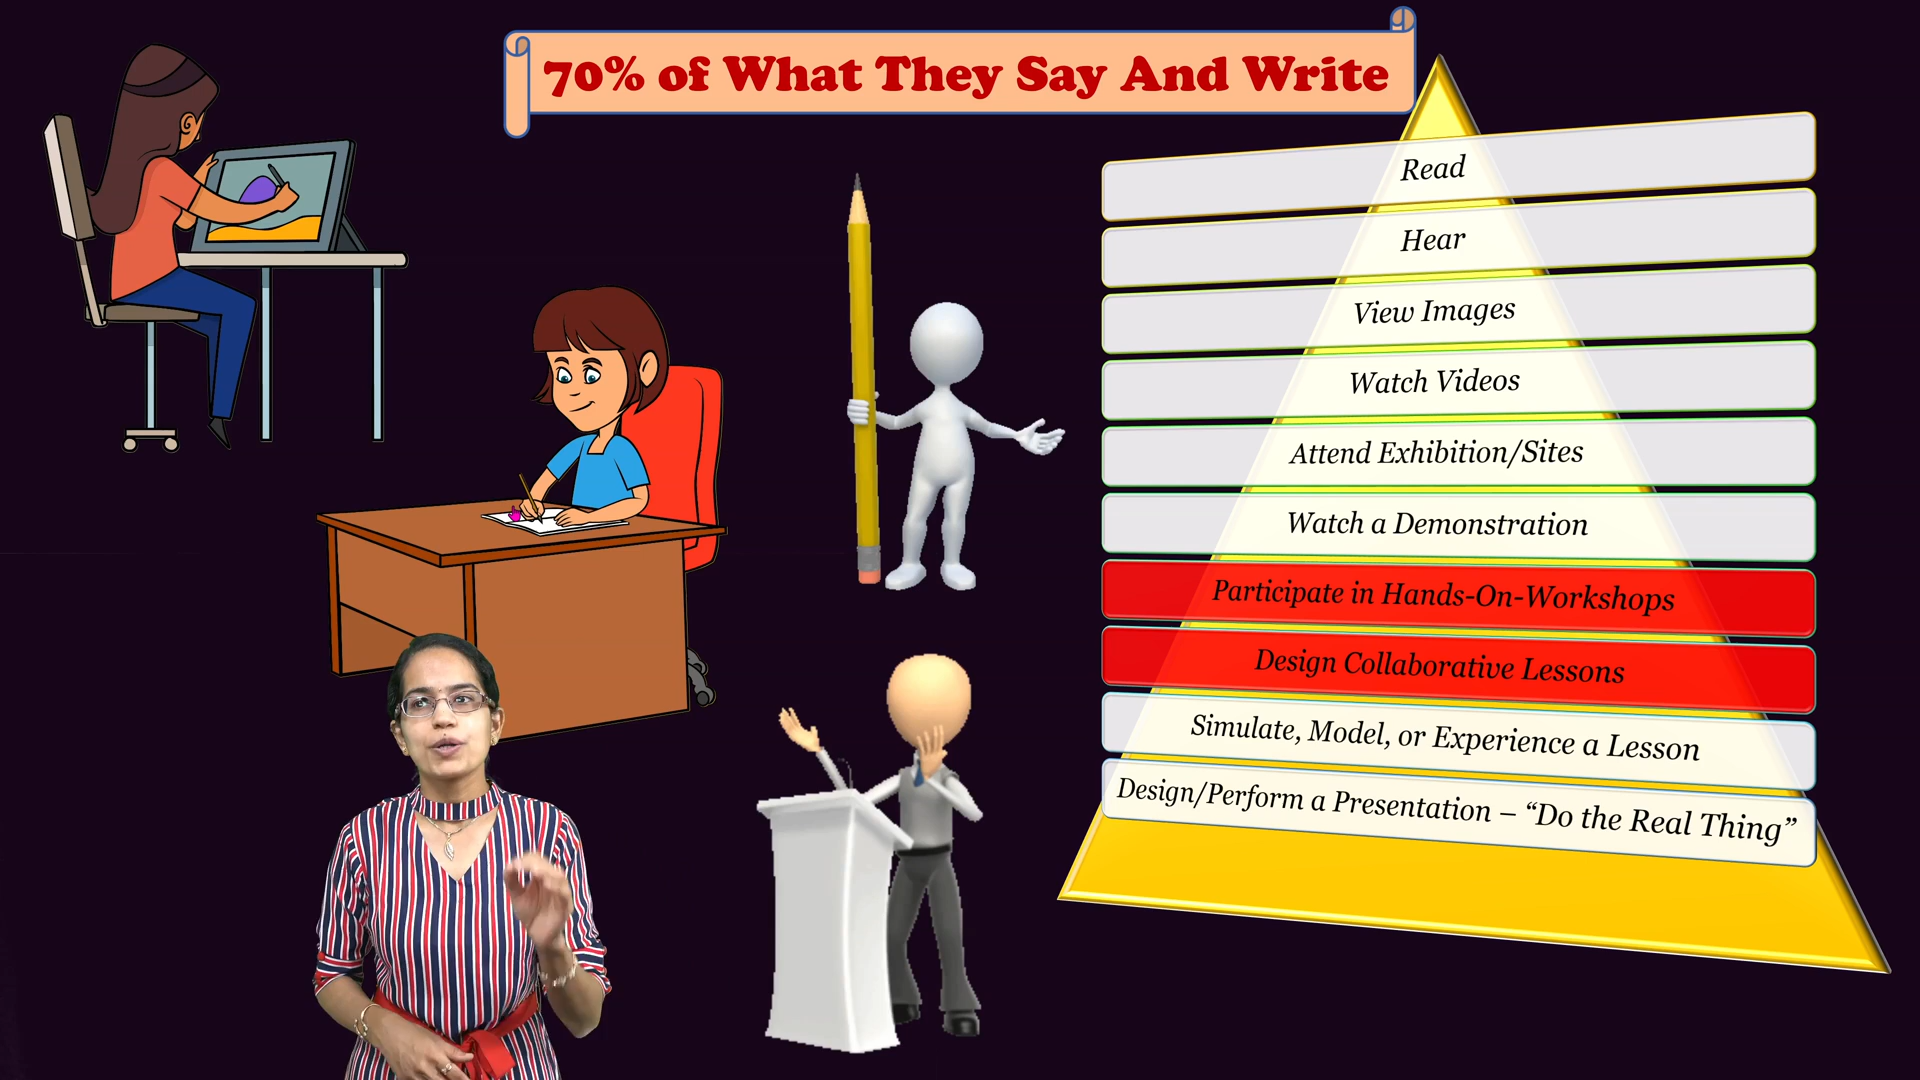 70% of What They Say And Write
Read
Hear
View Images
Watch Videos
Attend Exhibition/Sites
Watch a Demonstration
Participate in Hands-On-Workshops
Design Collaborative Lessons
Simulate, Model, or Experience a Lesson
Design/Perform a Presentation – “Do the Real Thing”